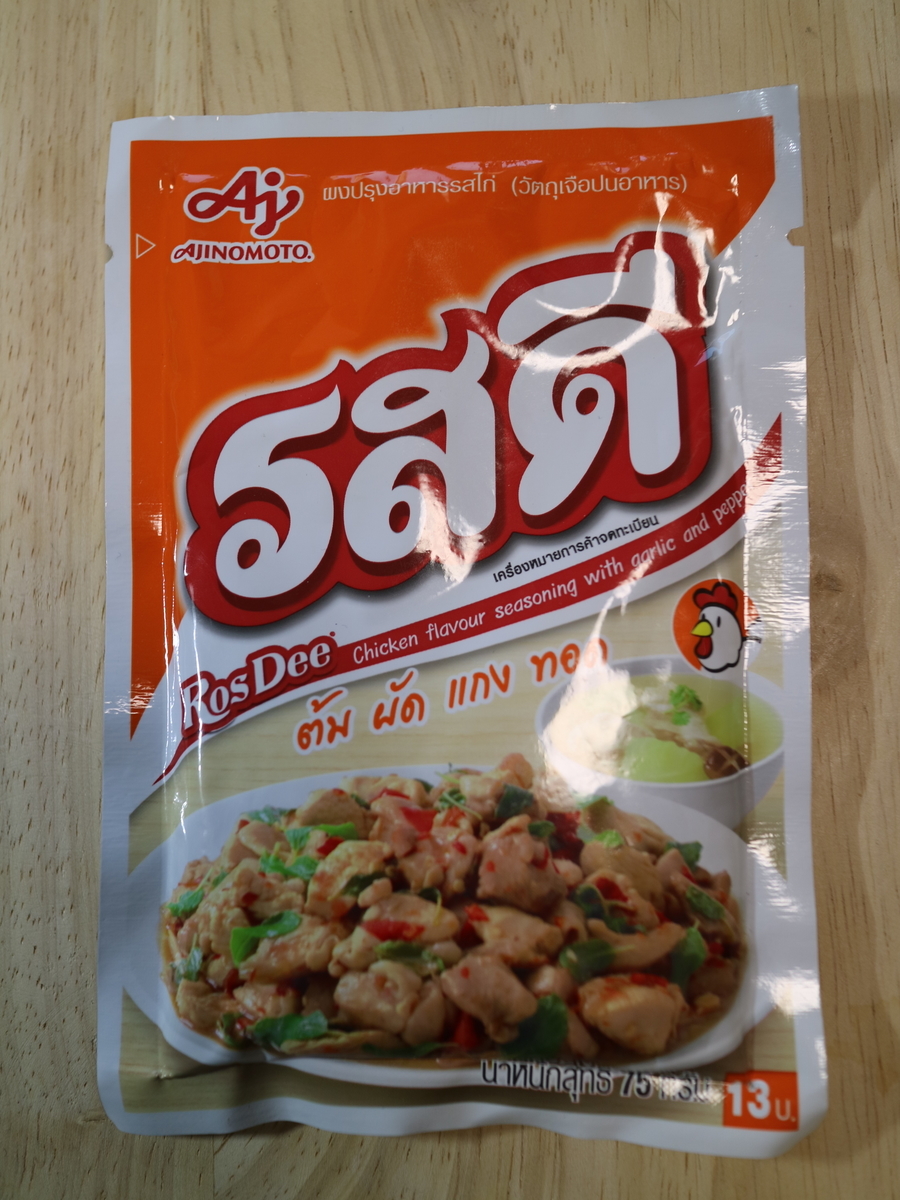 Aj
AJINOMOTO®
ผงปรุงอาหารรสไก่ (วัตถุเจือปนอาหาร)
รสดี
เครื่องหมายการค้าจดทะเบียน
RosDee® Chicken flavour seasoning with garlic and peppe
ต้ม ผัด แกง ทอด
น้ำหนักสุทธิ 75 กรัม
13 บ.